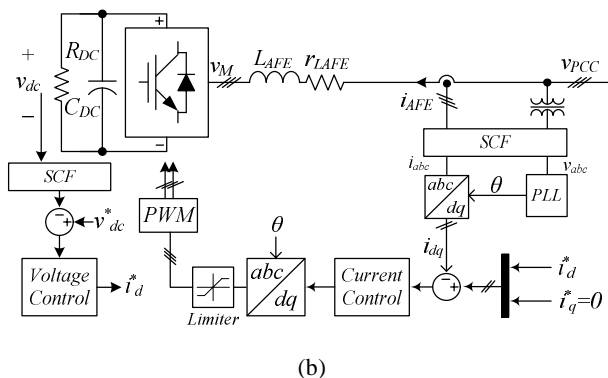 +
v_dc
−
R_DC
C_DC
+
−
v_M
L_AFE
r_LAFE
i_AFE
v_PCC
SCF
i_abc
v_abc
abc
dq
θ
PLL
i_dq
SCF
− +
v*_dc
Voltage
Control
i*_d
PWM
Limiter
θ
abc
dq
Current
Control
− +
i*_d
i*_q=0
(b)